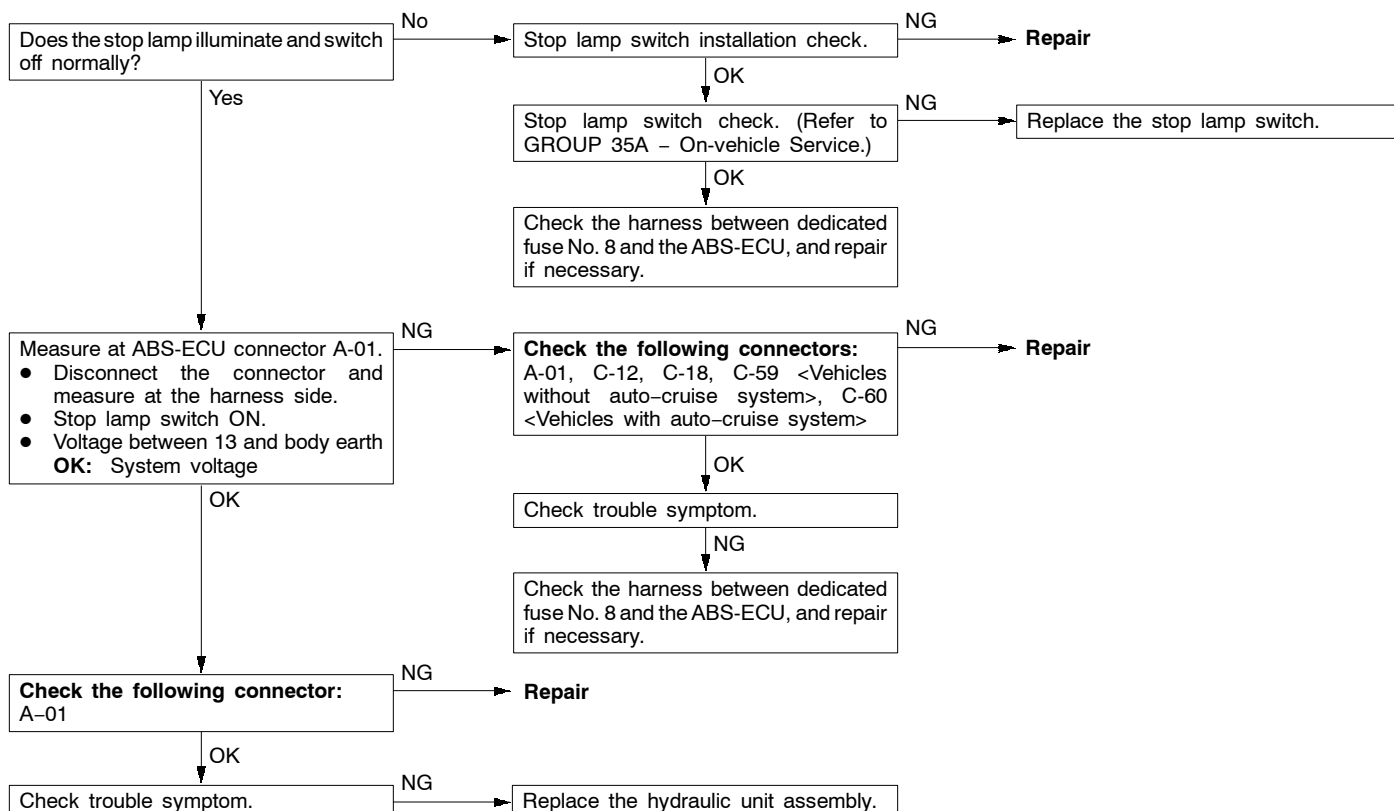 Does the stop lamp illuminate and switch
off normally?
No
Stop lamp switch installation check.
NG
Repair
OK
Yes
Stop lamp switch check. (Refer to
GROUP 35A – On-vehicle Service.)
NG
Replace the stop lamp switch.
OK
Check the harness between dedicated
fuse No. 8 and the ABS-ECU, and repair
if necessary.
Measure at ABS-ECU connector A-01.
● Disconnect the connector and
measure at the harness side.
● Stop lamp switch ON.
● Voltage between 13 and body earth
OK: System voltage
NG
Check the following connectors:
A-01, C-12, C-18, C-59 <Vehicles
without auto–cruise system>, C-60
<Vehicles with auto–cruise system>
NG
Repair
OK
Check trouble symptom.
NG
Check the harness between dedicated
fuse No. 8 and the ABS-ECU, and repair
if necessary.
OK
Check the following connector:
A–01
NG
Repair
OK
Check trouble symptom.
NG
Replace the hydraulic unit assembly.